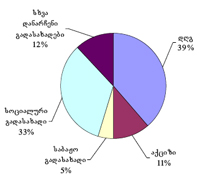 სხვა
დანარჩენი
გადასახადები
12%
დღგ
39%
სოციალური
გადასახადი
33%
საბაჟო
გადასახადი
5%
აქციზი
11%